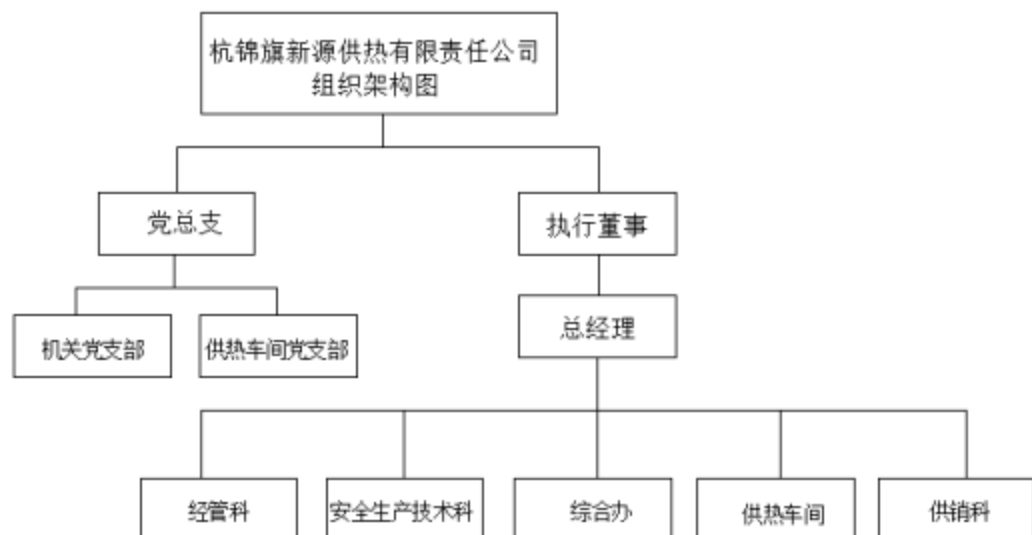 杭锦旗新源供热有限责任公司
组织架构图
党总支
执行董事
总经理
机关党支部
供热车间党支部
经管科
安全生产技术科
综合办
供热车间
供销科